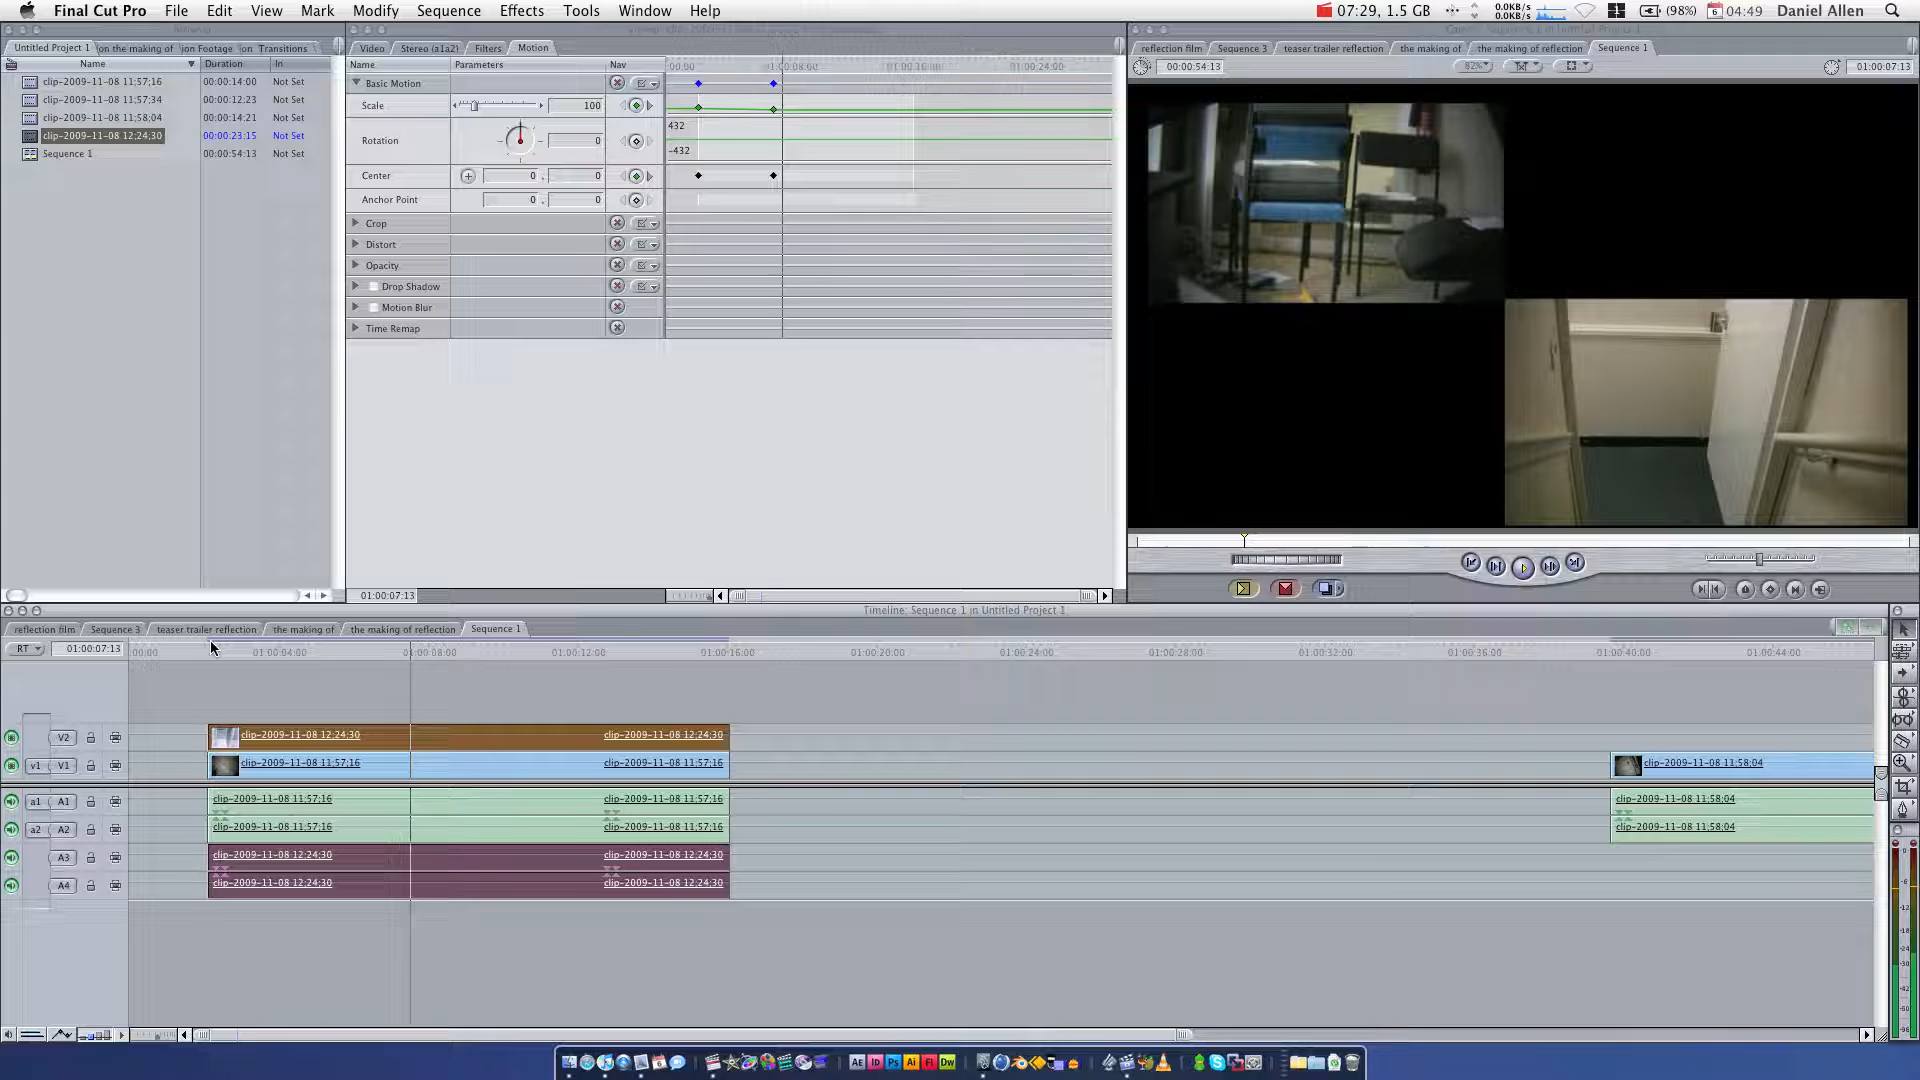 Final Cut Pro File Edit View Mark Modify Sequence Effects Tools Window Help 07:29, 1.5 GB 0.0KB/s 0.0KB/s 1 (98%) 6 04:49 Daniel Allen
Untitled Project 1 on the making of ion Footage on Transitions
Name Duration In
clip-2009-11-08 11;57;16 00:00:14:00 Not Set
clip-2009-11-08 11;57;34 00:00:12:23 Not Set
clip-2009-11-08 11;58;04 00:00:14:21 Not Set
clip-2009-11-08 12;24;30 00:00:23:15 Not Set
Sequence 1 00:00:54:13 Not Set
Video Stereo (a1a2) Filters Motion
Name Parameters Nav 00:00 01:00:08:00 01:00:16:00 01:00:24:00
Basic Motion
Scale 100
Rotation 0 432 -432
Center 0 , 0
Anchor Point 0 , 0
Crop
Distort
Opacity
Drop Shadow
Motion Blur
Time Remap
01:00:07:13
reflection film Sequence 3 teaser trailer reflection the making of the making of reflection Sequence 1
00:00:54:13 82% 01:00:07:13
Timeline: Sequence 1 in Untitled Project 1
reflection film Sequence 3 teaser trailer reflection the making of the making of reflection Sequence 1
RT 01:00:07:13 00:00 01:00:04:00 01:00:08:00 01:00:12:00 01:00:16:00 01:00:20:00 01:00:24:00 01:00:28:00 01:00:32:00 01:00:36:00 01:00:40:00 01:00:44:00
V2 clip-2009-11-08 12;24;30 clip-2009-11-08 12;24;30
v1 V1 clip-2009-11-08 11;57;16 clip-2009-11-08 11;57;16 clip-2009-11-08 11;58;04
a1 A1 clip-2009-11-08 11;57;16 clip-2009-11-08 11;57;16 clip-2009-11-08 11;58;04
a2 A2 clip-2009-11-08 11;57;16 clip-2009-11-08 11;57;16 clip-2009-11-08 11;58;04
A3 clip-2009-11-08 12;24;30 clip-2009-11-08 12;24;30
A4 clip-2009-11-08 12;24;30 clip-2009-11-08 12;24;30
AE ID Ps Ai Fl Dw